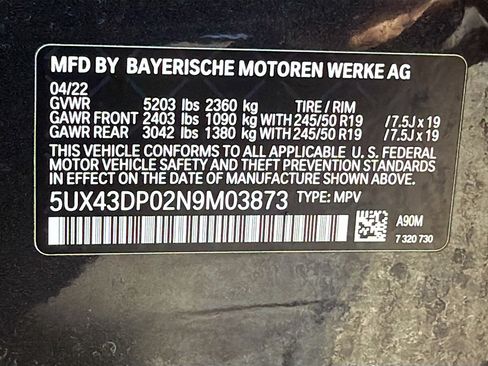 MFD BY BAYERISCHE MOTOREN WERKE AG
04/22
GVWR 5203 lbs 2360 kg TIRE / RIM
GAWR FRONT 2403 lbs 1090 kg WITH 245/50 R19 / 7.5J x 19
GAWR REAR 3042 lbs 1380 kg WITH 245/50 R19 / 7.5J x 19
THIS VEHICLE CONFORMS TO ALL APPLICABLE U. S. FEDERAL
MOTOR VEHICLE SAFETY AND THEFT PREVENTION STANDARDS
IN EFFECT ON THE DATE OF MANUFACTURE SHOWN ABOVE.
5UX43DP02N9M03873 TYPE: MPV
A90M
7 320 730